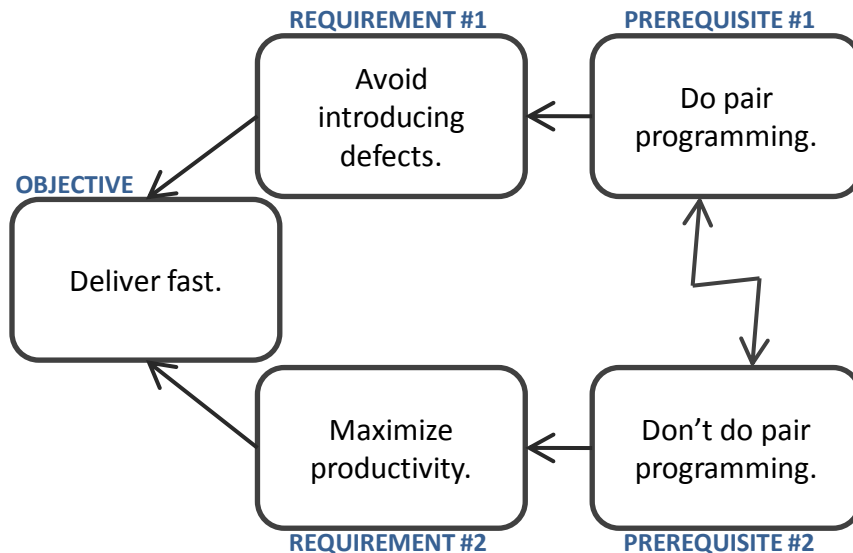 REQUIREMENT #1
PREREQUISITE #1
Avoid
introducing
defects.
Do pair
programming.
OBJECTIVE
Deliver fast.
Maximize
productivity.
Don’t do pair
programming.
REQUIREMENT #2
PREREQUISITE #2